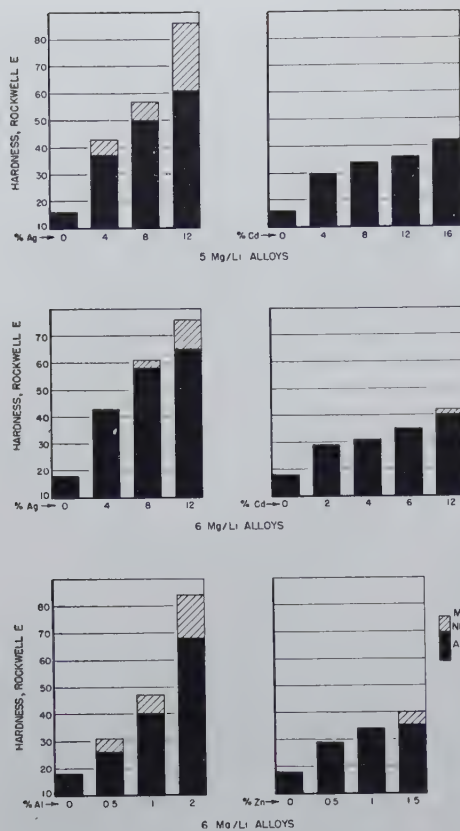 HARDNESS, ROCKWELL E
80
70
60
50
40
30
20
10
% Ag → 0 4 8 12
% Cd → 0 4 8 12 16
5 Mg/Li ALLOYS
HARDNESS, ROCKWELL E
70
60
50
40
30
20
10
% Ag → 0 4 8 12
% Cd → 0 2 4 6 12
6 Mg/Li ALLOYS
HARDNESS, ROCKWELL E
80
70
60
50
40
30
20
10
% Al → 0 0.5 1 2
% Zn → 0 0.5 1 1.5
6 Mg/Li ALLOYS
M
A